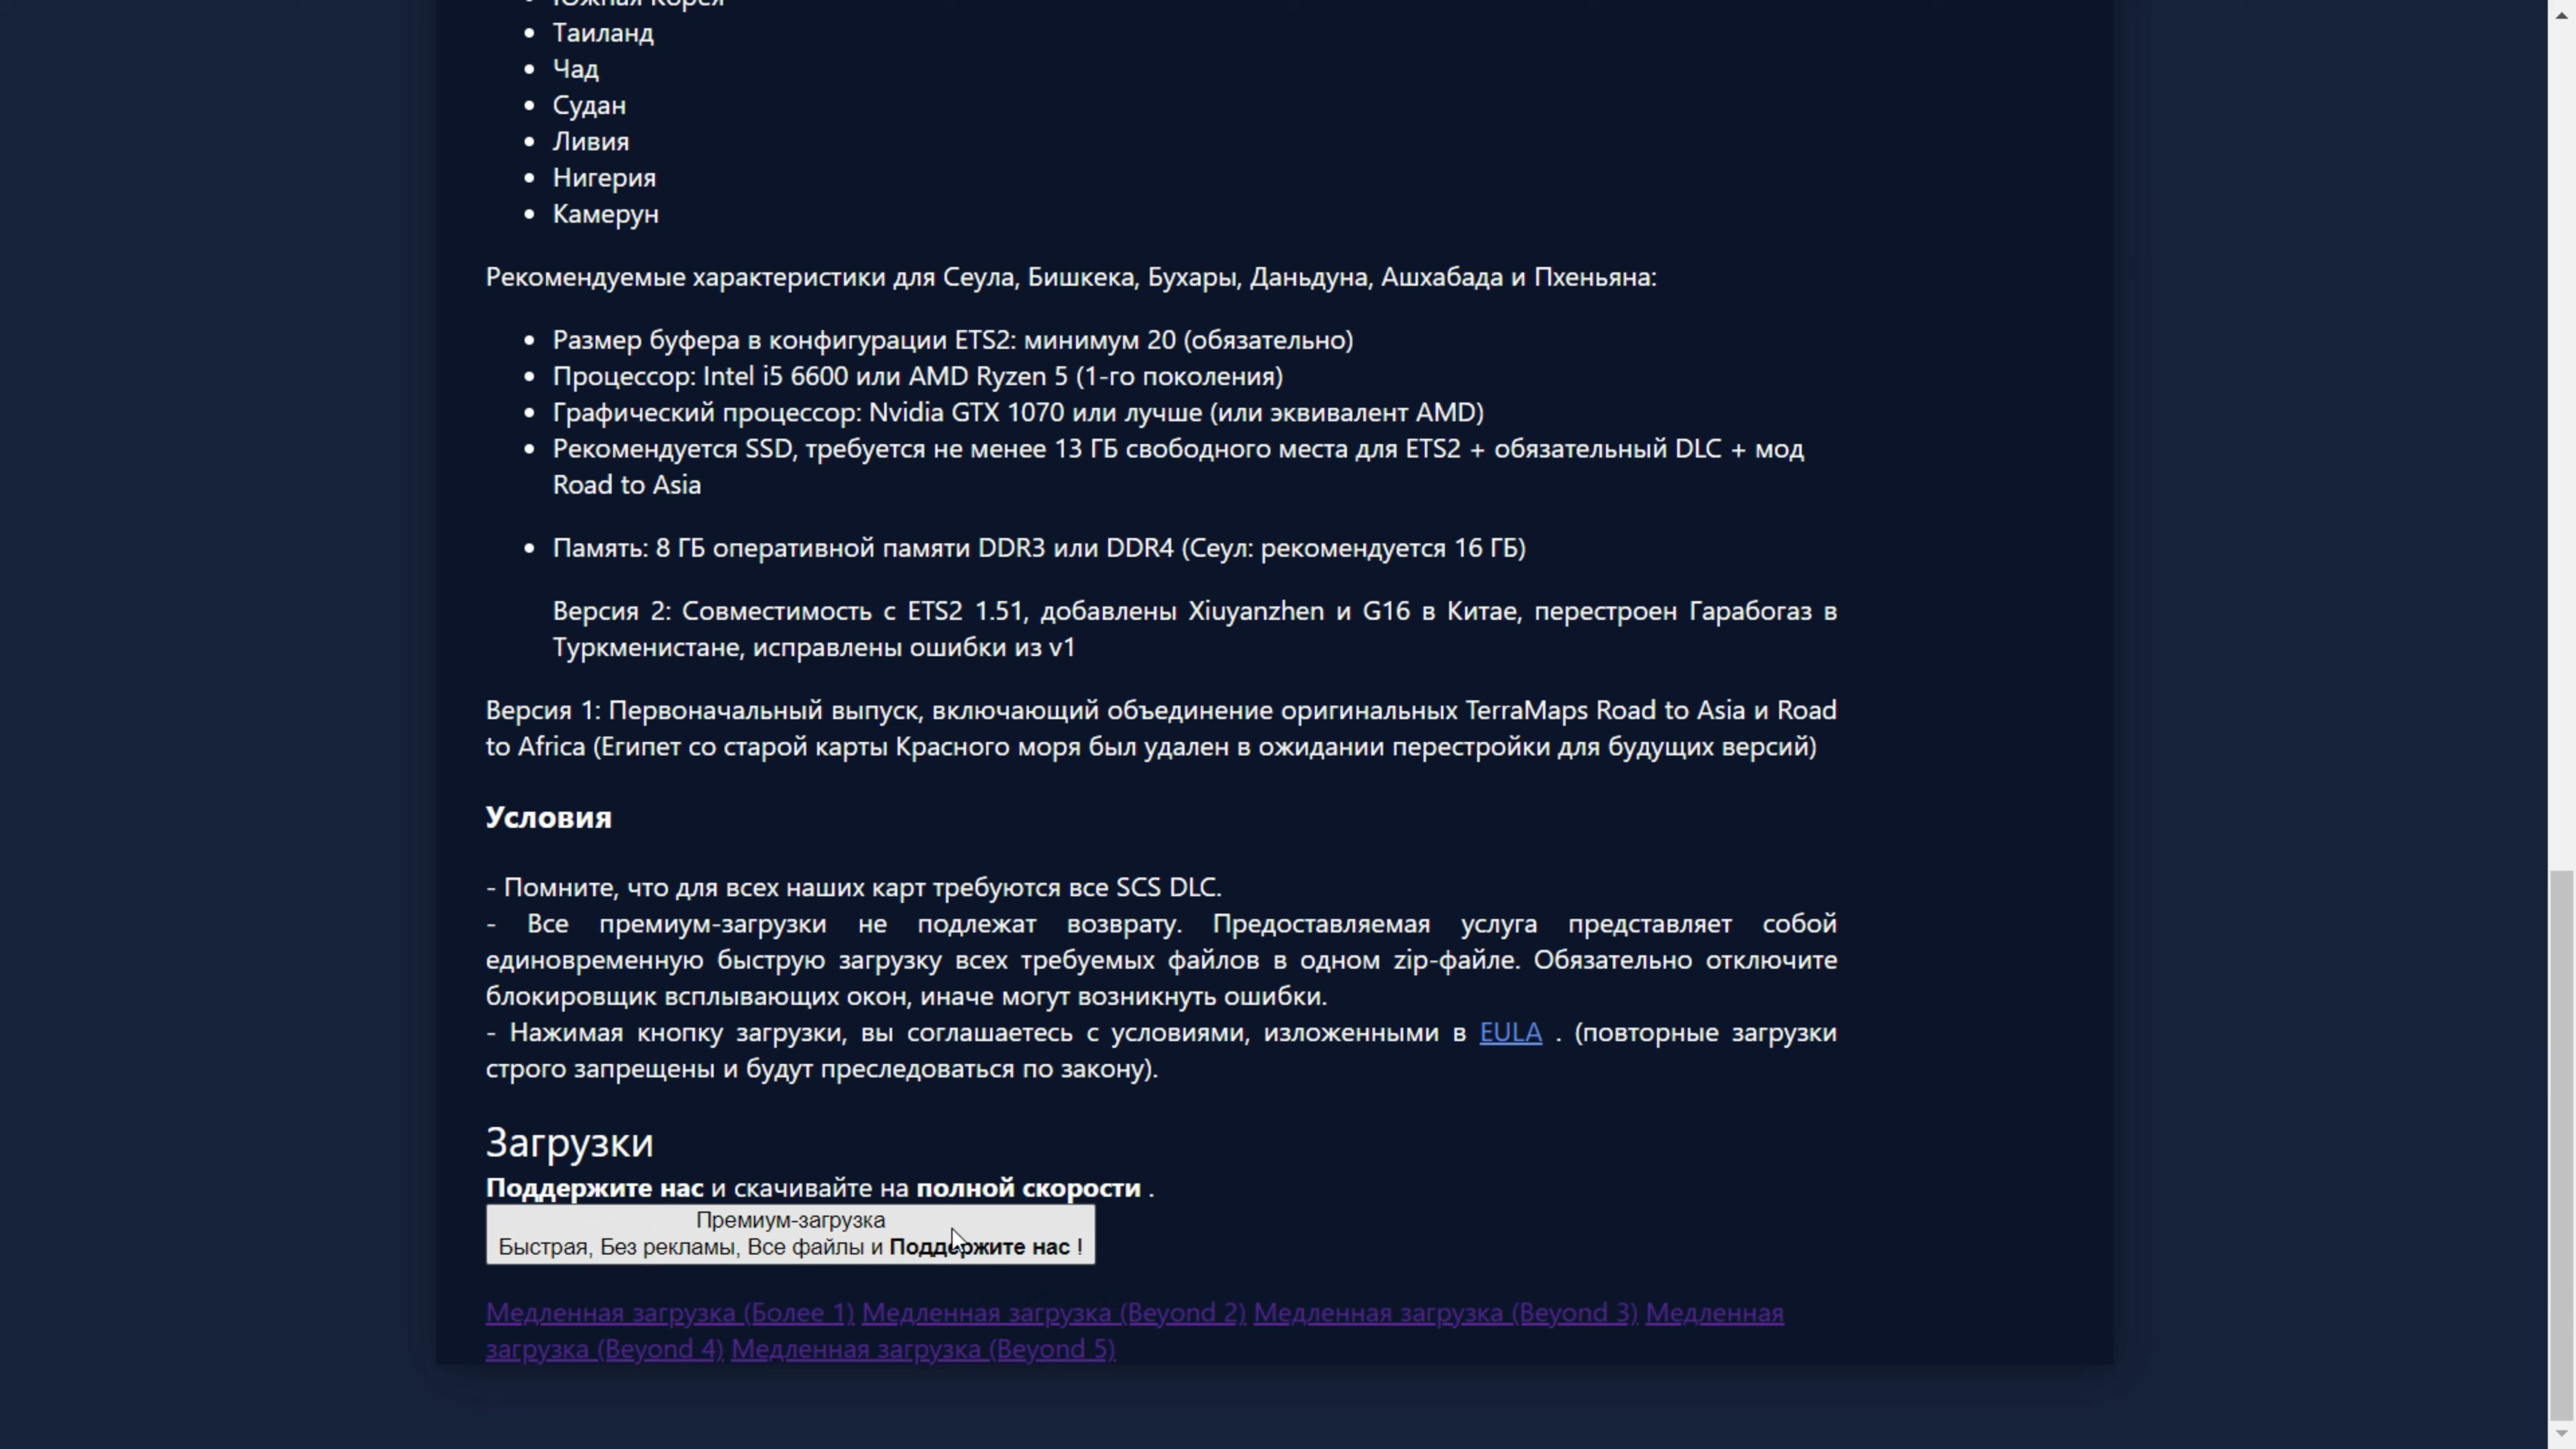 Южная Корея
Таиланд
Чад
Судан
Ливия
Нигерия
Камерун
Рекомендуемые характеристики для Сеула, Бишкека, Бухары, Даньдуна, Ашхабада и Пхеньяна:
Размер буфера в конфигурации ETS2: минимум 20 (обязательно)
Процессор: Intel i5 6600 или AMD Ryzen 5 (1-го поколения)
Графический процессор: Nvidia GTX 1070 или лучше (или эквивалент AMD)
Рекомендуется SSD, требуется не менее 13 ГБ свободного места для ETS2 + обязательный DLC + мод
Road to Asia
Память: 8 ГБ оперативной памяти DDR3 или DDR4 (Сеул: рекомендуется 16 ГБ)
Версия 2: Совместимость с ETS2 1.51, добавлены Xiuyanzhen и G16 в Китае, перестроен Гарабогаз в
Туркменистане, исправлены ошибки из v1
Версия 1: Первоначальный выпуск, включающий объединение оригинальных TerraMaps Road to Asia и Road
to Africa (Египет со старой карты Красного моря был удален в ожидании перестройки для будущих версий)
Условия
- Помните, что для всех наших карт требуются все SCS DLC.
- Все премиум-загрузки не подлежат возврату. Предоставляемая услуга представляет собой
единовременную быструю загрузку всех требуемых файлов в одном zip-файле. Обязательно отключите
блокировщик всплывающих окон, иначе могут возникнуть ошибки.
- Нажимая кнопку загрузки, вы соглашаетесь с условиями, изложенными в EULA . (повторные загрузки
строго запрещены и будут преследоваться по закону).
Загрузки
Поддержите нас и скачивайте на полной скорости .
Премиум-загрузка
Быстрая, Без рекламы, Все файлы и Поддержите нас !
Медленная загрузка (Более 1) Медленная загрузка (Beyond 2) Медленная загрузка (Beyond 3) Медленная
загрузка (Beyond 4) Медленная загрузка (Beyond 5)